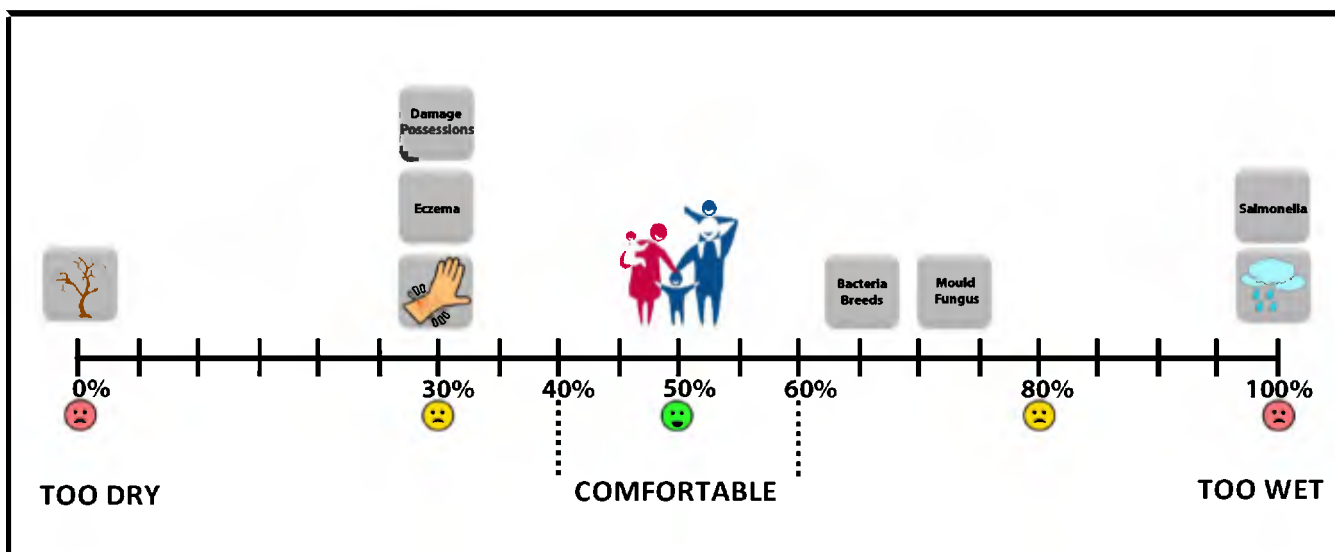 Damage
Possessions
Eczema
Salmonella
Bacteria
Breeds
Mould
Fungus
0%
30%
40%
50%
60%
80%
100%
TOO DRY
COMFORTABLE
TOO WET